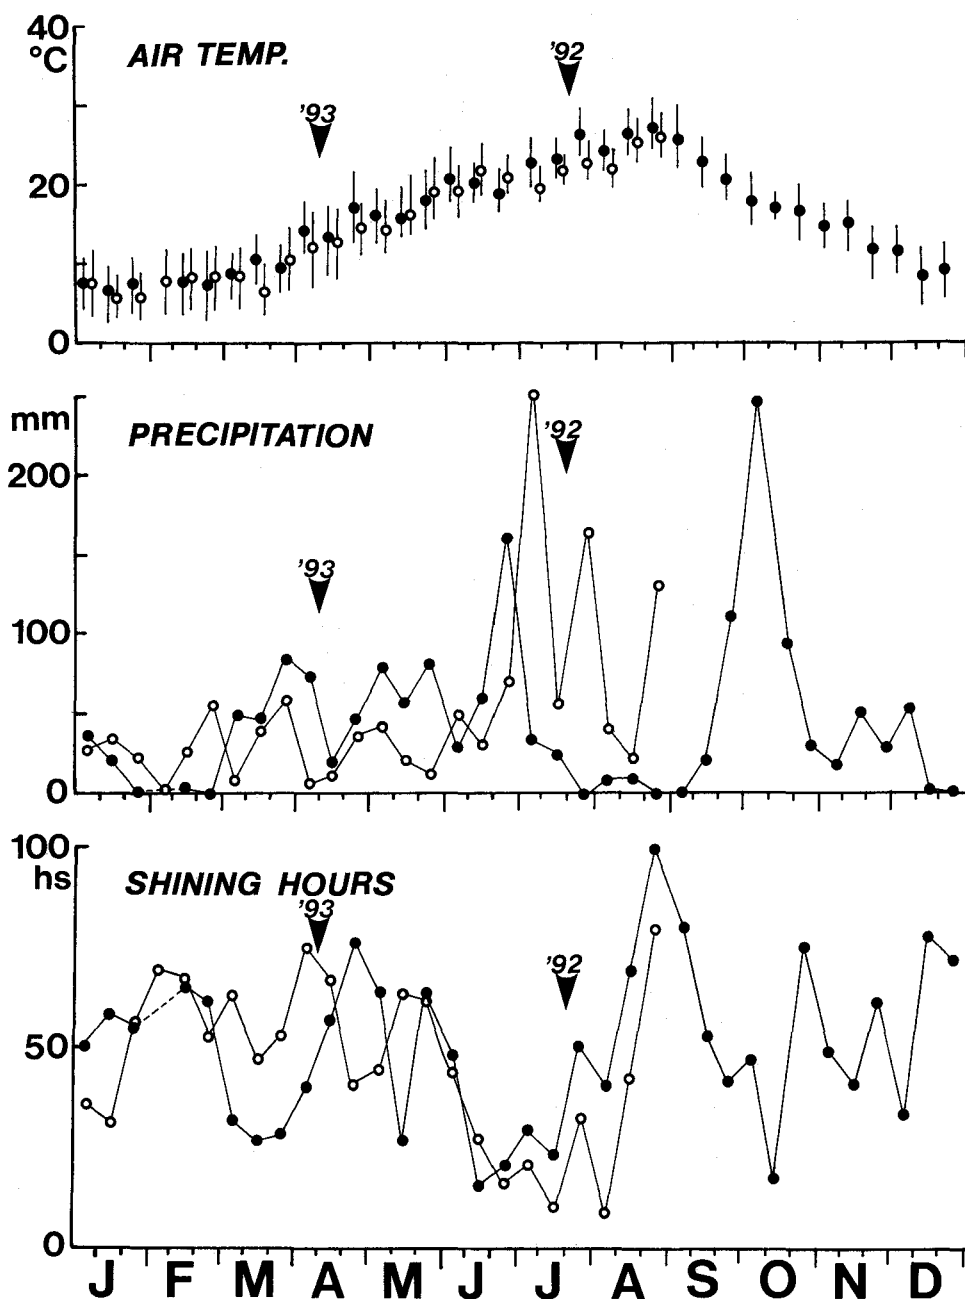 40
°C
AIR TEMP.
'92
'93
20
0
mm
PRECIPITATION
'92
200
'93
100
0
100
hs
SHINING HOURS
'93
'92
50
0
J F M A M J J A S O N D